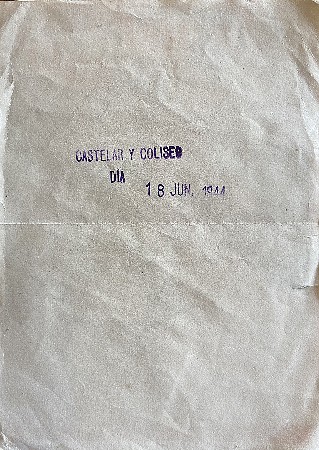 CASTELAR Y COLISEO
DIA
18 JUN. 1944